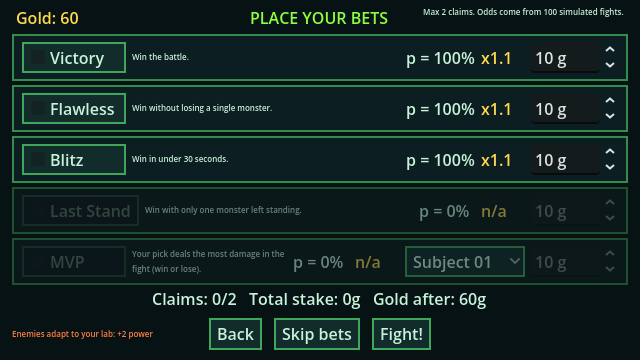 Gold: 60
PLACE YOUR BETS
Max 2 claims. Odds come from 100 simulated fights.
Victory Win the battle. p = 100% x1.1 10 g
Flawless Win without losing a single monster. p = 100% x1.1 10 g
Blitz Win in under 30 seconds. p = 100% x1.1 10 g
Last Stand Win with only one monster left standing. p = 0% n/a 10 g
MVP Your pick deals the most damage in the
fight (win or lose). p = 0% n/a Subject 01 10 g
Claims: 0/2 Total stake: 0g Gold after: 60g
Enemies adapt to your lab: +2 power
Back Skip bets Fight!